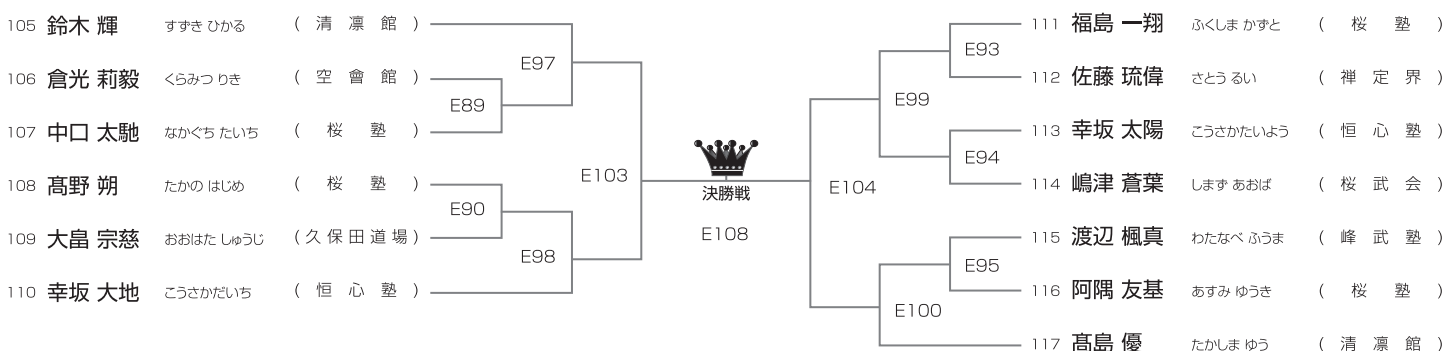 105 鈴木 輝 すずき ひかる ( 清 凛 館 )
E97
106 倉光 莉毅 くらみつ りき ( 空 會 館 )
E89
107 中口 太馳 なかぐち たいち ( 桜 塾 )
E103
108 髙野 朔 たかの はじめ ( 桜 塾 )
E90
109 大畠 宗慈 おおはた しゅうじ ( 久 保 田 道 場 )
E98
110 幸坂 大地 こうさかだいち ( 恒 心 塾 )
決勝戦
E108
111 福島 一翔 ふくしま かずと ( 桜 塾 )
E93
112 佐藤 琉偉 さとう るい ( 禅 定 界 )
E99
113 幸坂 太陽 こうさかたいよう ( 恒 心 塾 )
E94
114 嶋津 蒼葉 しまず あおば ( 桜 武 会 )
E104
115 渡辺 楓真 わたなべ ふうま ( 峰 武 塾 )
E95
116 阿隅 友基 あすみ ゆうき ( 桜 塾 )
E100
117 髙島 優 たかしま ゆう ( 清 凛 館 )